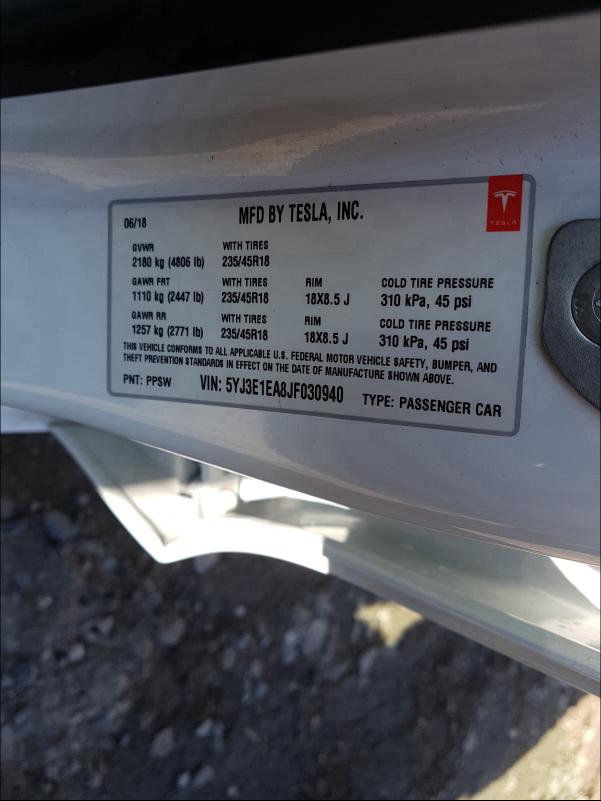 06/18 MFD BY TESLA, INC.
TESLA
GVWR WITH TIRES
2180 kg (4806 lb) 235/45R18
GAWR FRT WITH TIRES RIM COLD TIRE PRESSURE
1110 kg (2447 lb) 235/45R18 18X8.5 J 310 kPa, 45 psi
GAWR RR WITH TIRES RIM COLD TIRE PRESSURE
1257 kg (2771 lb) 235/45R18 18X8.5 J 310 kPa, 45 psi
THIS VEHICLE CONFORMS TO ALL APPLICABLE U.S. FEDERAL MOTOR VEHICLE SAFETY, BUMPER, AND
THEFT PREVENTION STANDARDS IN EFFECT ON THE DATE OF MANUFACTURE SHOWN ABOVE.
PNT: PPSW VIN: 5YJ3E1EA8JF030940 TYPE: PASSENGER CAR